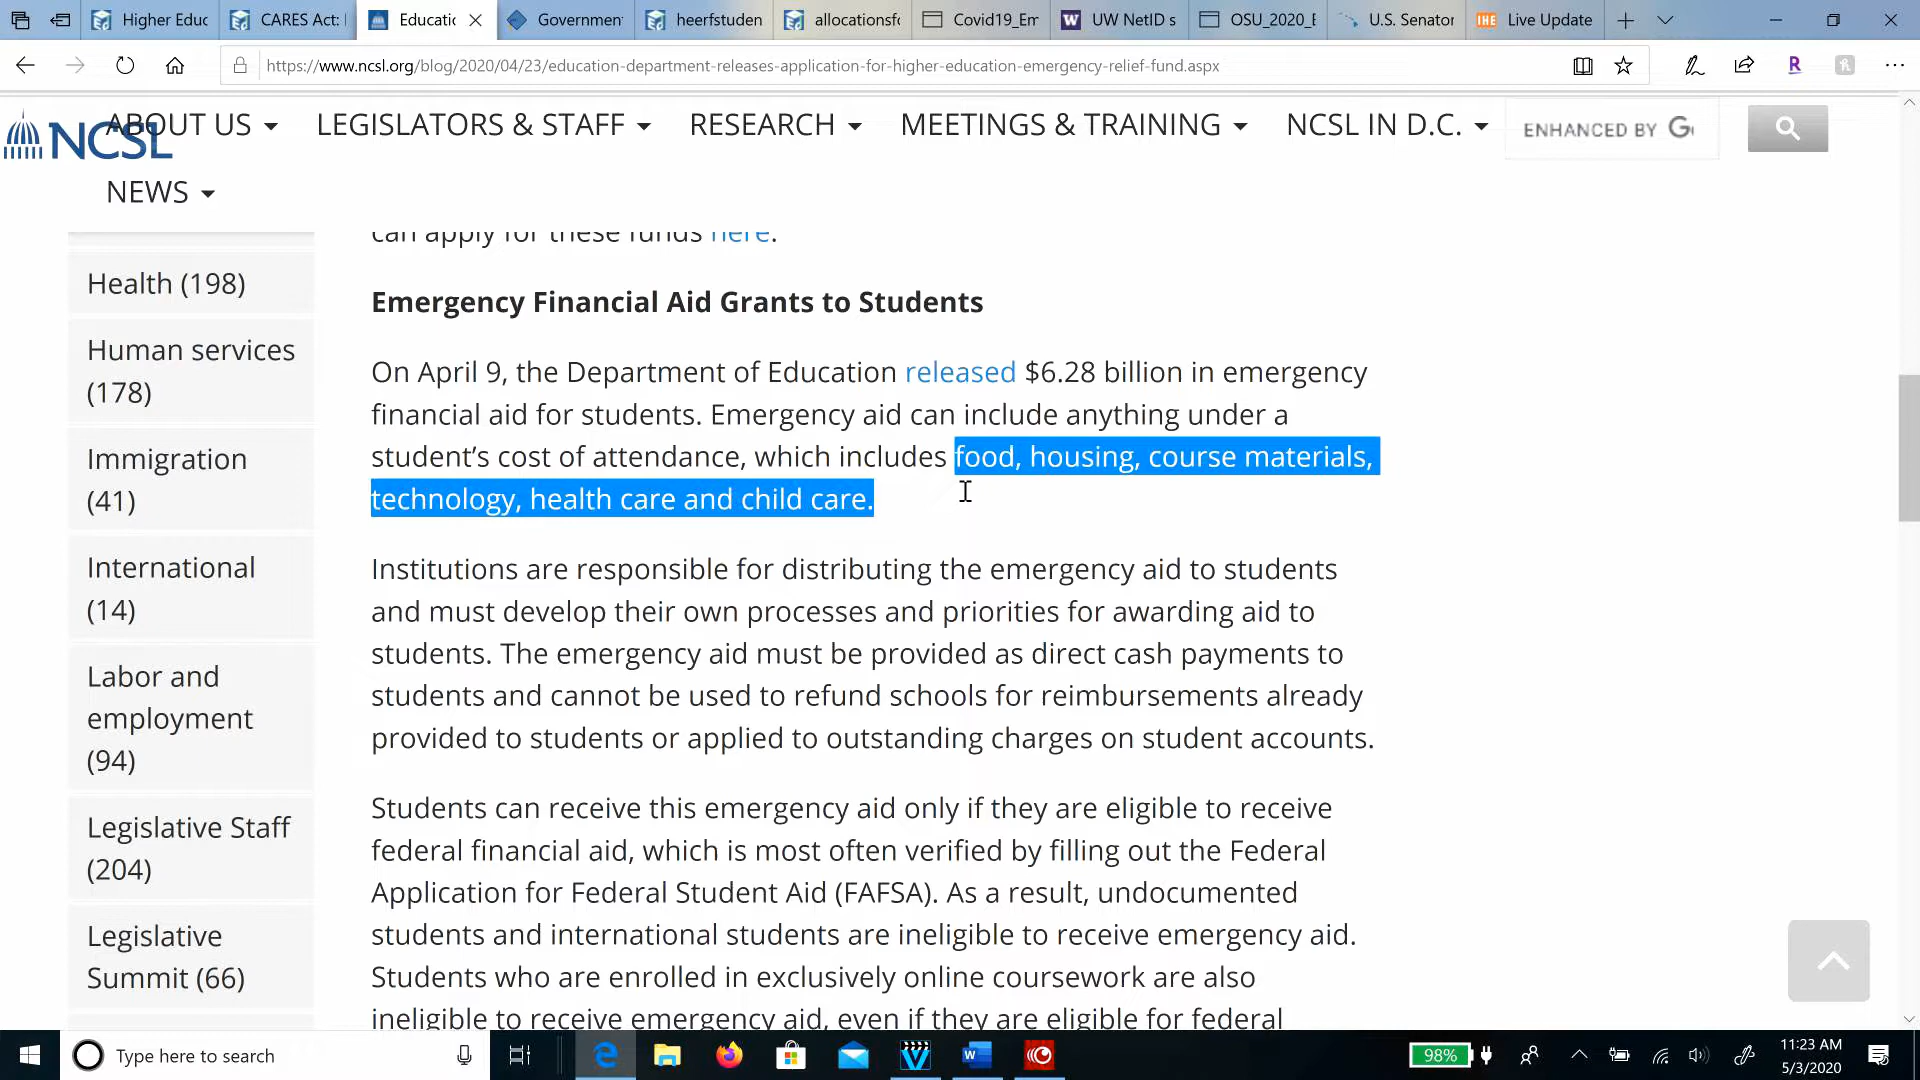 Higher Educ
CARES Act:
Educatic
Governmen
heerfstuden
allocationsfc
Covid19_Em
UW NetID s
OSU_2020_E
U.S. Senator
IHE Live Update
https://www.ncsl.org/blog/2020/04/23/education-department-releases-application-for-higher-education-emergency-relief-fund.aspx
R
NCSL
ABOUT US
LEGISLATORS & STAFF
RESEARCH
MEETINGS & TRAINING
NCSL IN D.C.
ENHANCED BY G
NEWS
can apply for these funds here.
Health (198)
Human services
(178)
Immigration
(41)
International
(14)
Labor and
employment
(94)
Legislative Staff
(204)
Legislative
Summit (66)
Emergency Financial Aid Grants to Students
On April 9, the Department of Education released $6.28 billion in emergency
financial aid for students. Emergency aid can include anything under a
student’s cost of attendance, which includes food, housing, course materials,
technology, health care and child care.
Institutions are responsible for distributing the emergency aid to students
and must develop their own processes and priorities for awarding aid to
students. The emergency aid must be provided as direct cash payments to
students and cannot be used to refund schools for reimbursements already
provided to students or applied to outstanding charges on student accounts.
Students can receive this emergency aid only if they are eligible to receive
federal financial aid, which is most often verified by filling out the Federal
Application for Federal Student Aid (FAFSA). As a result, undocumented
students and international students are ineligible to receive emergency aid.
Students who are enrolled in exclusively online coursework are also
ineligible to receive emergency aid, even if they are eligible for federal
Type here to search
98%
11:23 AM
5/3/2020